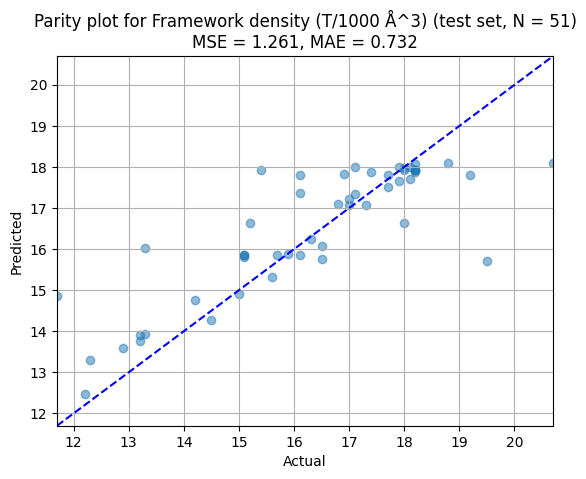 Parity plot for Framework density (T/1000 Å^3) (test set, N = 51)
MSE = 1.261, MAE = 0.732
20
19
18
17
16
15
14
13
12
Predicted
12 13 14 15 16 17 18 19 20
Actual